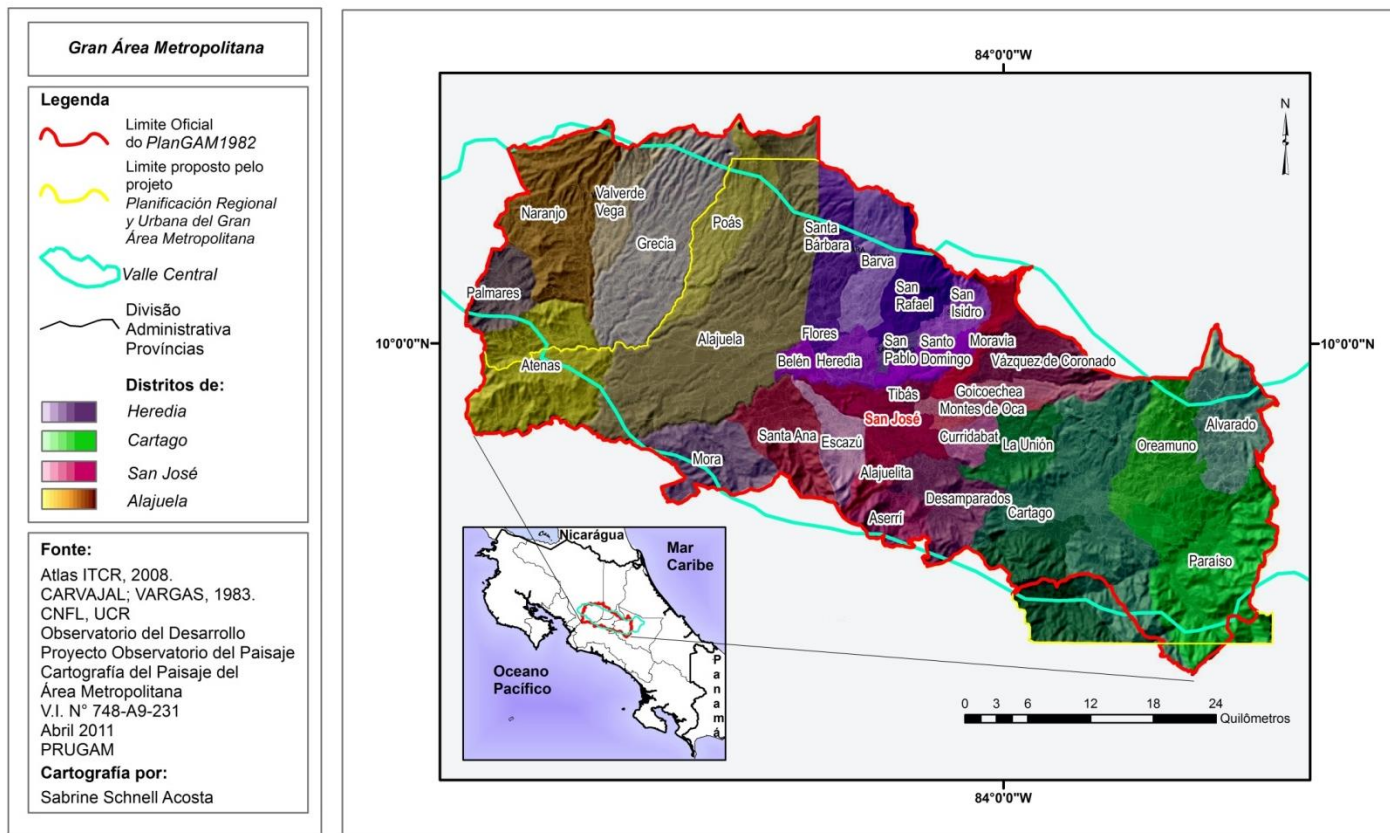 Gran Área Metropolitana
Legenda
Limite Oficial
do PlanGAM1982
Limite proposto pelo
projeto
Planificación Regional
y Urbana del Gran
Área Metropolitana
Valle Central
Divisão
Administrativa
Províncias
Distritos de:
Heredia
Cartago
San José
Alajuela
Fonte:
Atlas ITCR, 2008.
CARVAJAL; VARGAS, 1983.
CNFL, UCR
Observatorio del Desarrollo
Proyecto Observatorio del Paisaje
Cartografía del Paisaje del
Área Metropolitana
V.I. N° 748-A9-231
Abril 2011
PRUGAM
Cartografía por:
Sabrine Schnell Acosta
84°0'0"W
N
Naranjo
Valverde
Vega
Grecia
Poás
Santa
Bárbara
Barva
San
Rafael
San
Isidro
Palmares
10°0'0"N
Atenas
Alajuela
Flores
Belén
Heredia
San
Pablo
Santo
Domingo
Moravia
Vázquez de Coronado
10°0'0"N
Tibás
Goicoechea
San José
Montes de Oca
Santa Ana
Escazú
Curridabat
La Unión
Oreamuno
Alvarado
Mora
Alajuelita
Desamparados
Aserrí
Cartago
Paraíso
Nicarágua
Mar
Caribe
Oceano
Pacífico
Panamá
0 3 6 12 18 24
Quilômetros
84°0'0"W